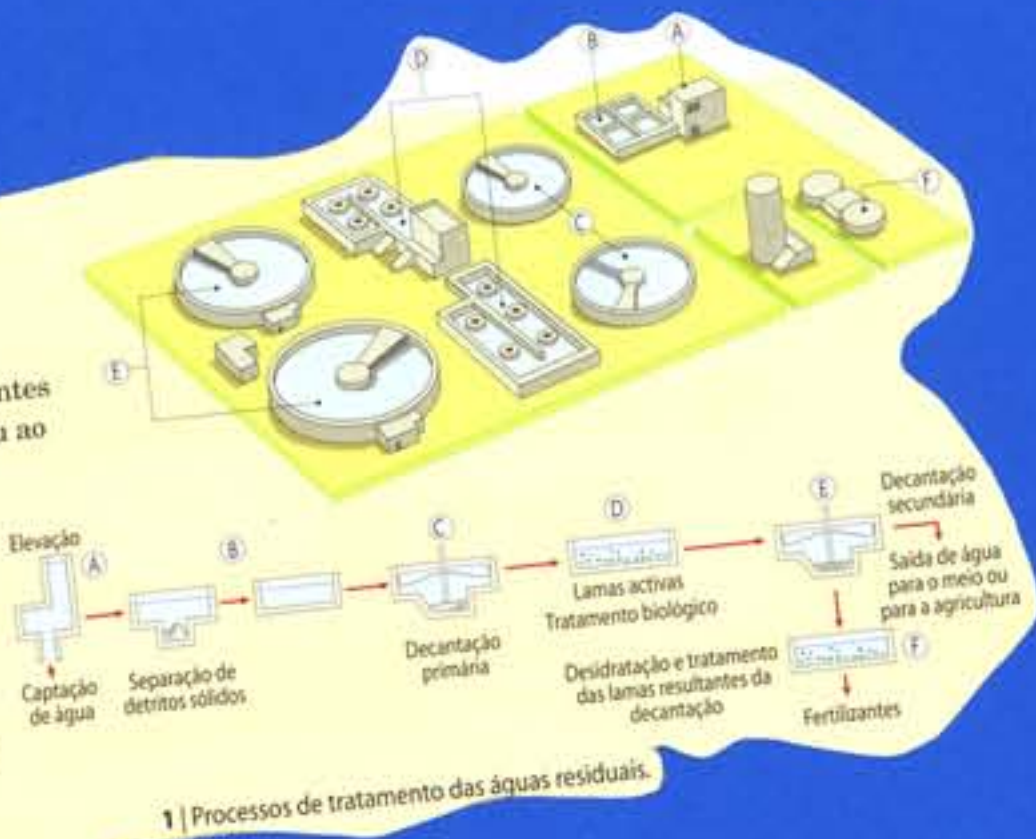 D
B
A
F
C
E
ntes
ao
Elevação
A
B
C
D
E
Decantação
secundária
Captação
de água
Separação de
detritos sólidos
Decantação
primária
Lamas activas
Tratamento biológico
Saída de água
para o meio ou
para a agricultura
Desidratação e tratamento
das lamas resultantes da
decantação
F
Fertilizantes
1 | Processos de tratamento das águas residuais.